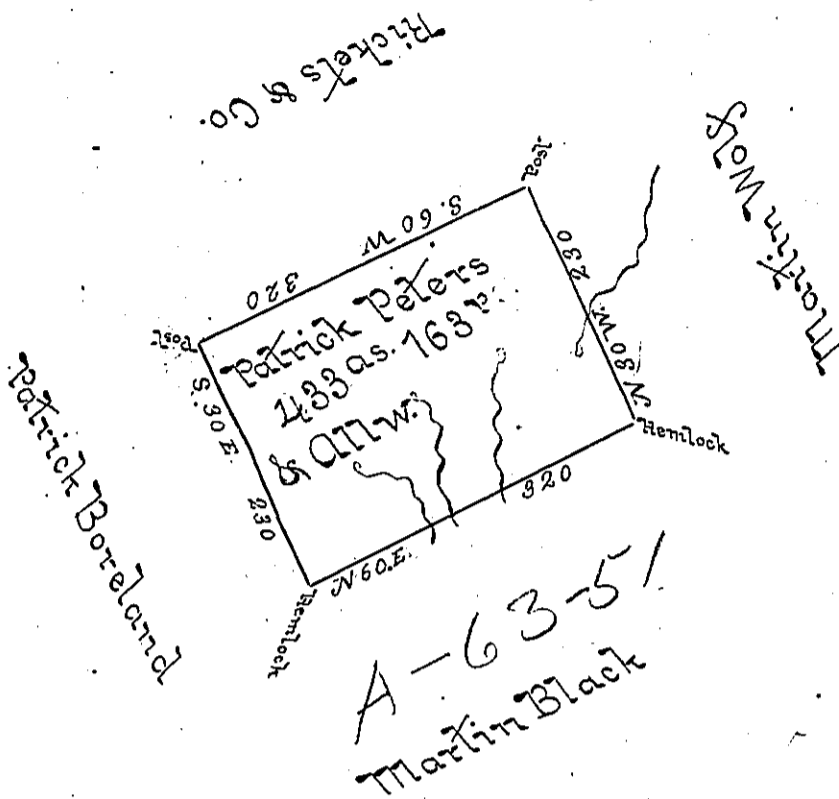 Rickets & Co.
Martin Wolf
Patrick Boreland
Post
S. 60 W.
320
Post
230
N. 30 W.
Hemlock
Patrick Peters
433 as. 163 p.
& allw.
S. 30 E.
230
Hemlock
N 60. E.
320
A-63-51
Martin Black